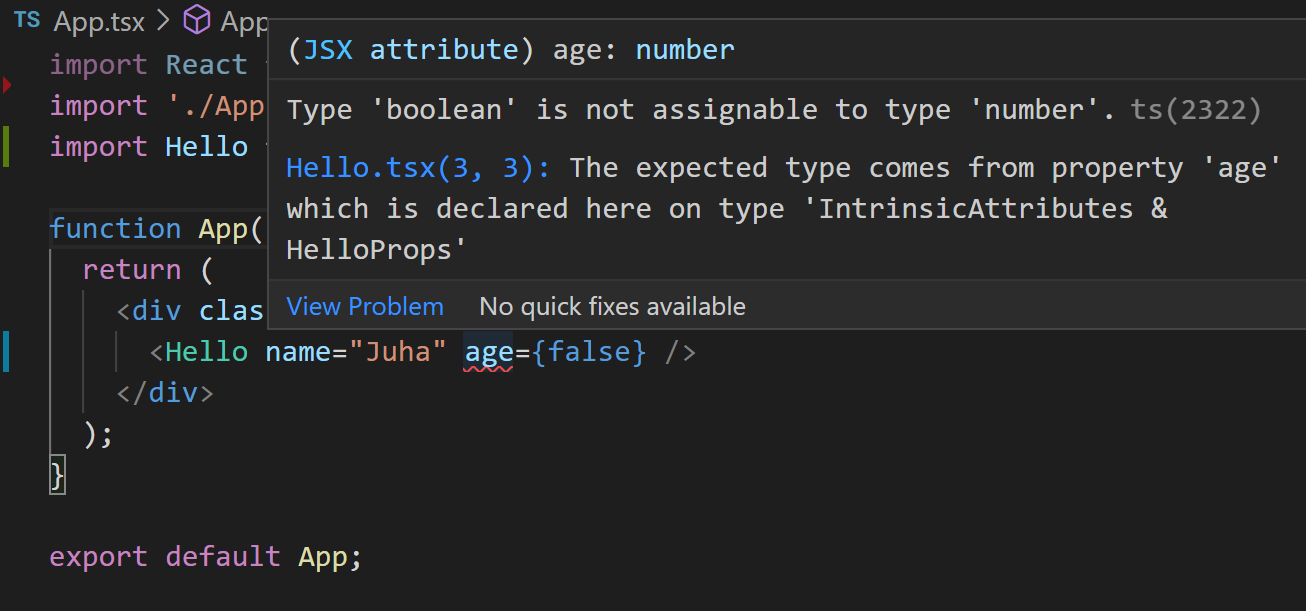 TS App.tsx > App
import React
import './App
import Hello
function App(
return (
<div clas
(JSX attribute) age: number
Type 'boolean' is not assignable to type 'number'. ts(2322)
Hello.tsx(3, 3): The expected type comes from property 'age'
which is declared here on type 'IntrinsicAttributes &
HelloProps'
View Problem No quick fixes available
<Hello name="Juha" age={false} />
</div>
);
}
export default App;